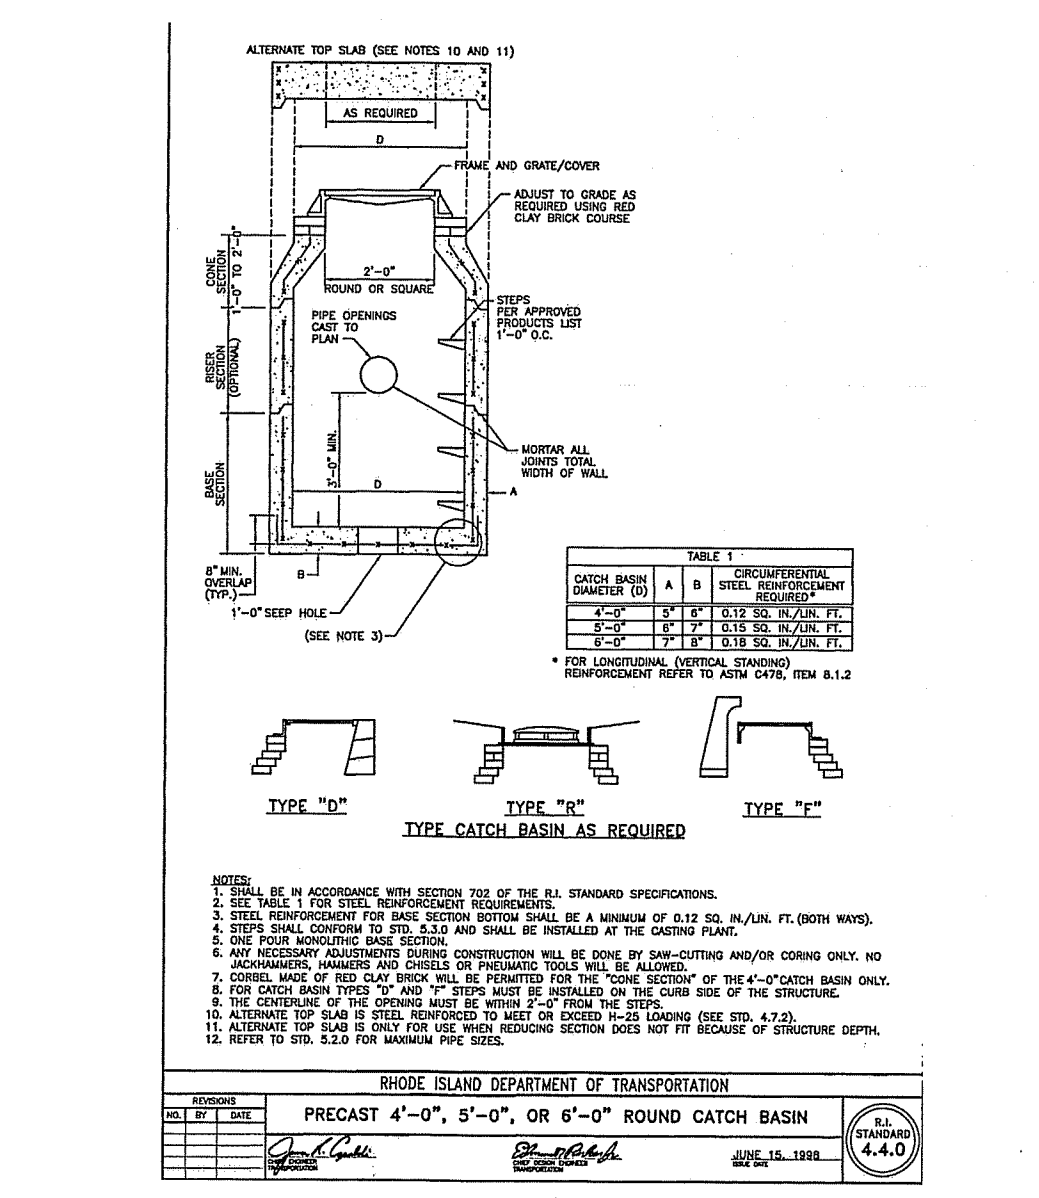 ALTERNATE TOP SLAB (SEE NOTES 10 AND 11)
AS REQUIRED
D
FRAME AND GRATE/COVER
ADJUST TO GRADE AS
REQUIRED USING RED
CLAY BRICK COURSE
CONE
SECTION
1'-0" TO 2'-0"
2'-0"
ROUND OR SQUARE
STEPS
PER APPROVED
PRODUCTS LIST
1'-0" O.C.
PIPE OPENINGS
CAST TO
PLAN
RISER
SECTION
(OPTIONAL)
3'-0" MIN.
MORTAR ALL
JOINTS TOTAL
WIDTH OF WALL
BASE
SECTION
D
A
8" MIN.
OVERLAP
(TYP.)
B
1'-0" SEEP HOLE
(SEE NOTE 3)
TABLE 1
CATCH BASIN
DIAMETER (D)
A
B
CIRCUMFERENTIAL
STEEL REINFORCEMENT
REQUIRED*
4'-0" 5" 6" 0.12 SQ. IN./LIN. FT.
5'-0" 6" 7" 0.15 SQ. IN./LIN. FT.
6'-0" 7" 8" 0.18 SQ. IN./LIN. FT.
* FOR LONGITUDINAL (VERTICAL STANDING)
REINFORCEMENT REFER TO ASTM C478, ITEM 8.1.2
TYPE "D"
TYPE "R"
TYPE "F"
TYPE CATCH BASIN AS REQUIRED
NOTES:
1. SHALL BE IN ACCORDANCE WITH SECTION 702 OF THE R.I. STANDARD SPECIFICATIONS.
2. SEE TABLE 1 FOR STEEL REINFORCEMENT REQUIREMENTS.
3. STEEL REINFORCEMENT FOR BASE SECTION BOTTOM SHALL BE A MINIMUM OF 0.12 SQ. IN./LIN. FT. (BOTH WAYS).
4. STEPS SHALL CONFORM TO STD. 5.3.0 AND SHALL BE INSTALLED AT THE CASTING PLANT.
5. ONE POUR MONOLITHIC BASE SECTION.
6. ANY NECESSARY ADJUSTMENTS DURING CONSTRUCTION WILL BE DONE BY SAW-CUTTING AND/OR CORING ONLY. NO
JACKHAMMERS, HAMMERS AND CHISELS OR PNEUMATIC TOOLS WILL BE ALLOWED.
7. CORBEL MADE OF RED CLAY BRICK WILL BE PERMITTED FOR THE "CONE SECTION" OF THE 4'-0" CATCH BASIN ONLY.
8. FOR CATCH BASIN TYPES "D" AND "F" STEPS MUST BE INSTALLED ON THE CURB SIDE OF THE STRUCTURE.
9. THE CENTERLINE OF THE OPENING MUST BE WITHIN 2'-0" FROM THE STEPS.
10. ALTERNATE TOP SLAB IS STEEL REINFORCED TO MEET OR EXCEED H-25 LOADING (SEE STD. 4.7.2).
11. ALTERNATE TOP SLAB IS ONLY FOR USE WHEN REDUCING SECTION DOES NOT FIT BECAUSE OF STRUCTURE DEPTH.
12. REFER TO STD. 5.2.0 FOR MAXIMUM PIPE SIZES.
RHODE ISLAND DEPARTMENT OF TRANSPORTATION
REVISIONS
NO. BY DATE
PRECAST 4'-0", 5'-0", OR 6'-0" ROUND CATCH BASIN
CHIEF ENGINEER
TRANSPORTATION
CHIEF DESIGN ENGINEER
TRANSPORTATION
JUNE 15, 1998
ISSUE DATE
R.I.
STANDARD
4.4.0